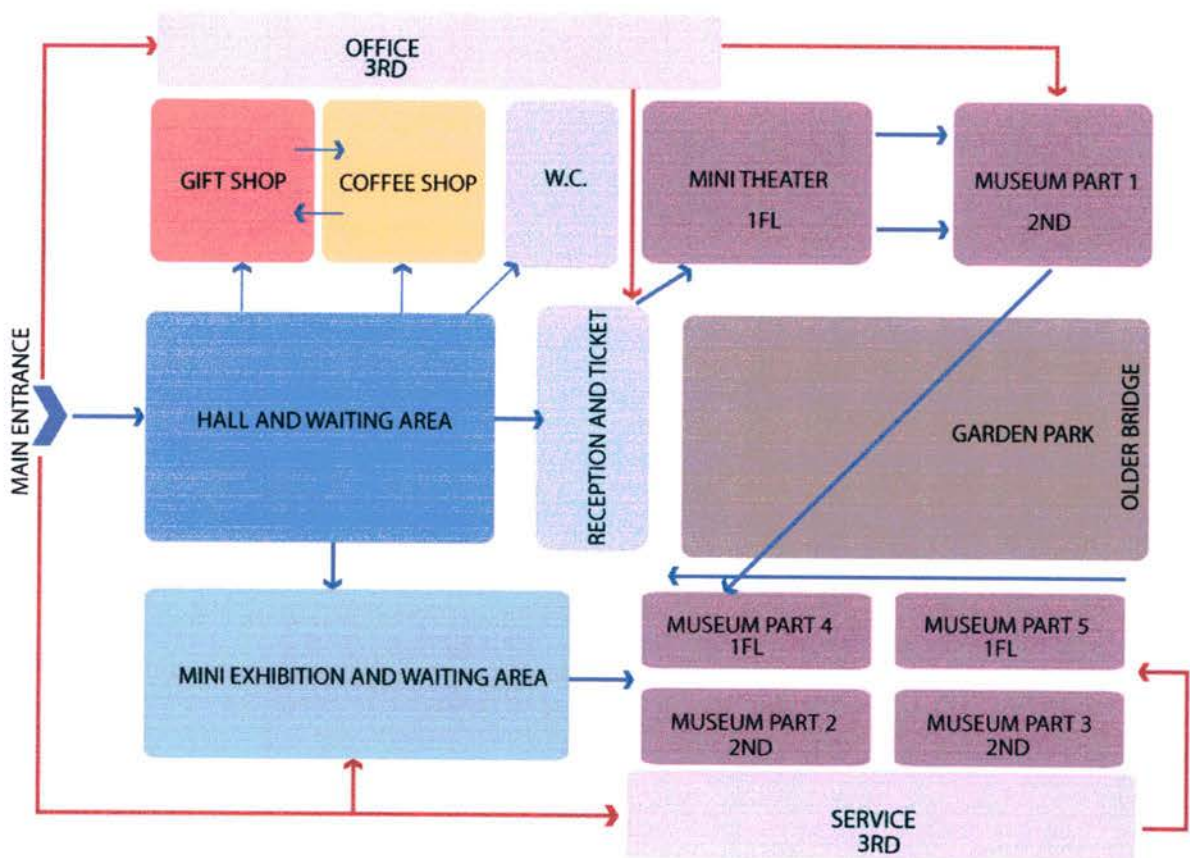 OFFICE
3RD
GIFT SHOP
COFFEE SHOP
W.C.
MINI THEATER
1FL
MUSEUM PART 1
2ND
MAIN ENTRANCE
HALL AND WAITING AREA
RECEPTION AND TICKET
GARDEN PARK
OLDER BRIDGE
MINI EXHIBITION AND WAITING AREA
MUSEUM PART 4
1FL
MUSEUM PART 5
1FL
MUSEUM PART 2
2ND
MUSEUM PART 3
2ND
SERVICE
3RD